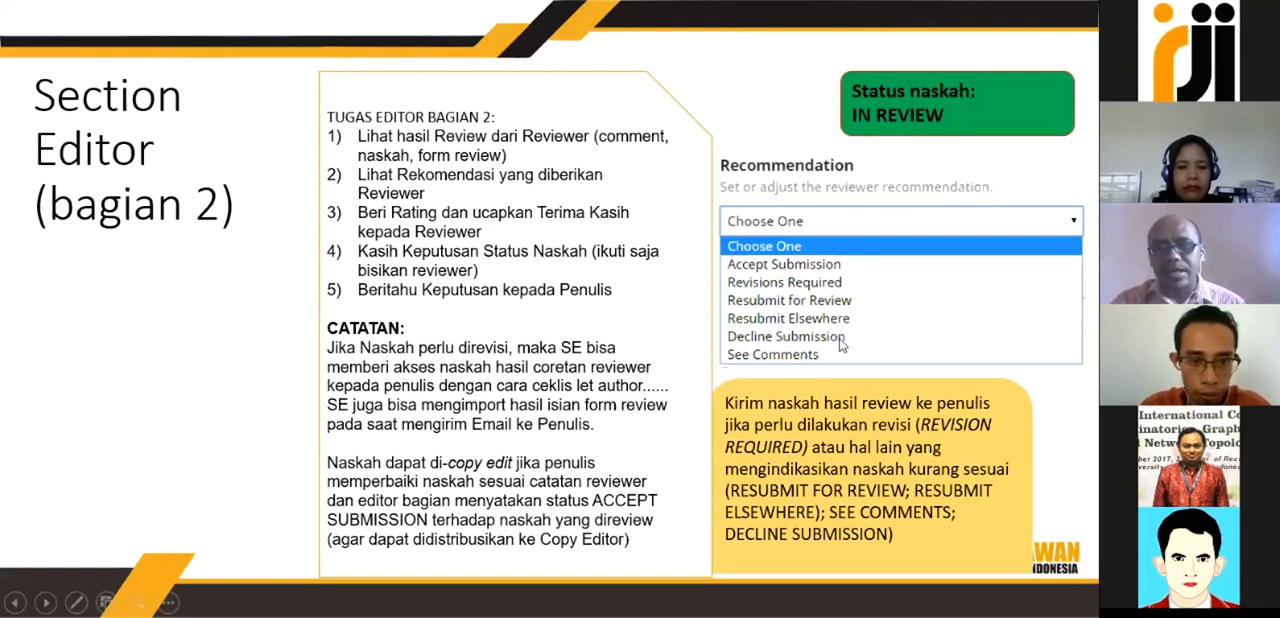 Section
Editor
(bagian 2)
TUGAS EDITOR BAGIAN 2:
1) Lihat hasil Review dari Reviewer (comment,
naskah, form review)
2) Lihat Rekomendasi yang diberikan
Reviewer
3) Beri Rating dan ucapkan Terima Kasih
kepada Reviewer
4) Kasih Keputusan Status Naskah (ikuti saja
bisikan reviewer)
5) Beritahu Keputusan kepada Penulis
CATATAN:
Jika Naskah perlu direvisi, maka SE bisa
memberi akses naskah hasil coretan reviewer
kepada penulis dengan cara ceklis let author......
SE juga bisa mengimport hasil isian form review
pada saat mengirim Email ke Penulis.
Naskah dapat di-copy edit jika penulis
memperbaiki naskah sesuai catatan reviewer
dan editor bagian menyatakan status ACCEPT
SUBMISSION terhadap naskah yang direview
(agar dapat didistribusikan ke Copy Editor)
Status naskah:
IN REVIEW
Recommendation
Set or adjust the reviewer recommendation.
Choose One
Choose One
Accept Submission
Revisions Required
Resubmit for Review
Resubmit Elsewhere
Decline Submission
See Comments
Kirim naskah hasil review ke penulis
jika perlu dilakukan revisi (REVISION
REQUIRED) atau hal lain yang
mengindikasikan naskah kurang sesuai
(RESUBMIT FOR REVIEW; RESUBMIT
ELSEWHERE); SEE COMMENTS;
DECLINE SUBMISSION)
AWAN
INDONESIA
rji
International Co